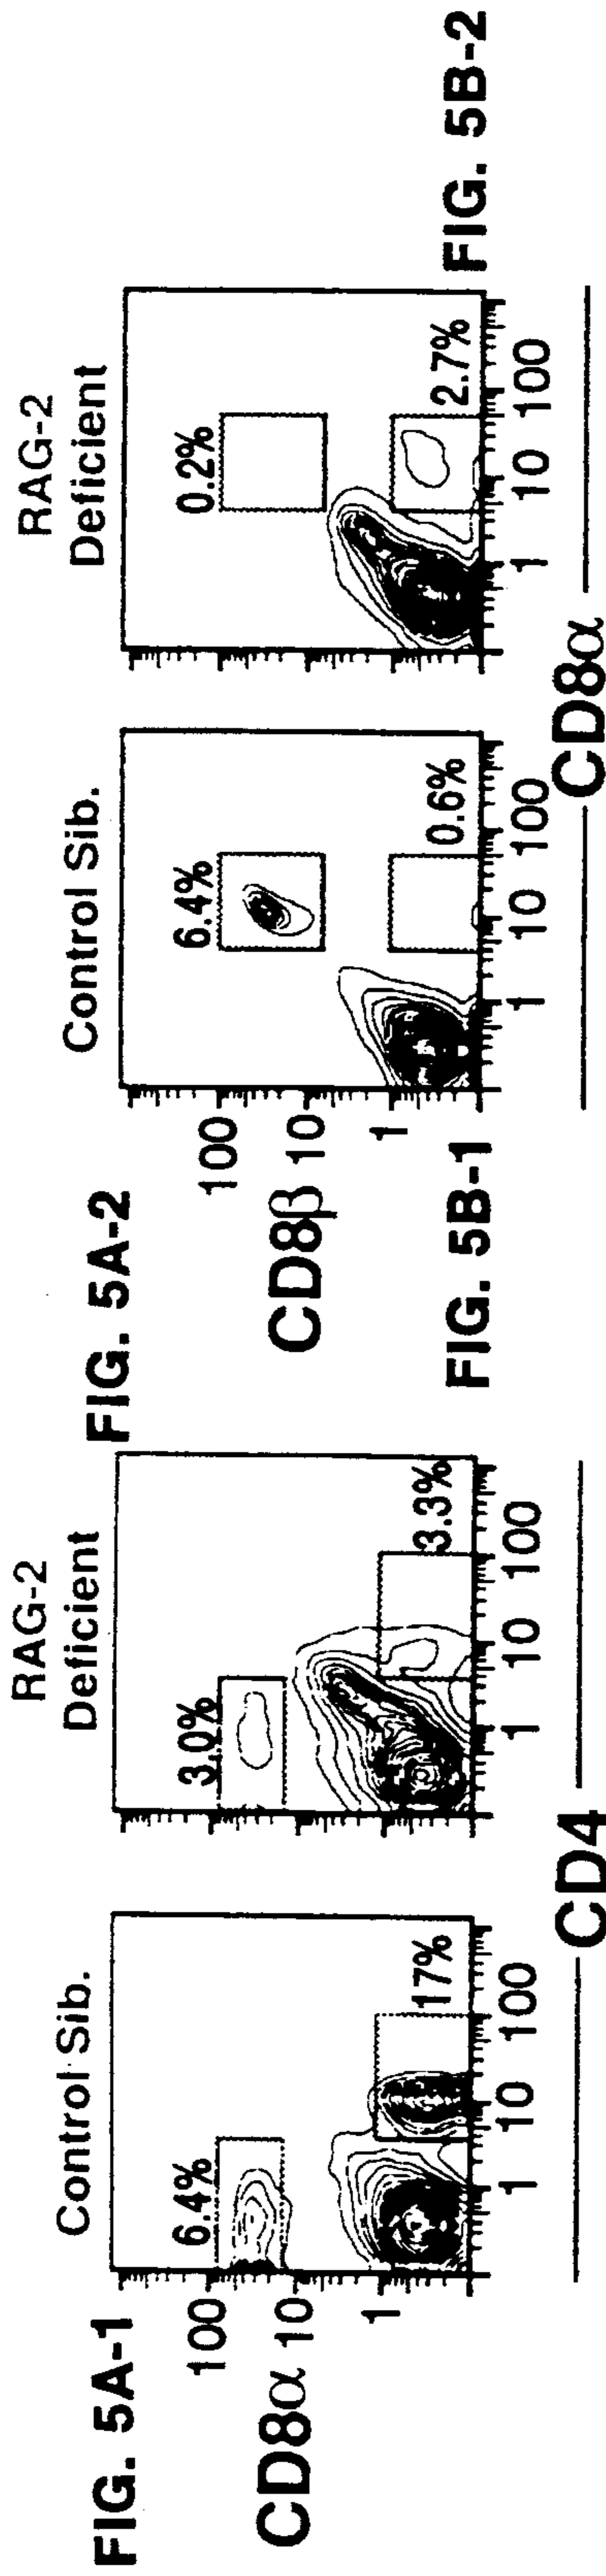 FIG. 5A-1
Control Sib.
6.4%
17%
CD8α
100
10
1
1
10
100
FIG. 5A-2
RAG-2
Deficient
3.0%
3.3%
1
10
100
CD4
FIG. 5B-1
Control Sib.
6.4%
0.6%
CD8β
100
10
1
1
10
100
FIG. 5B-2
RAG-2
Deficient
0.2%
2.7%
1
10
100
CD8α